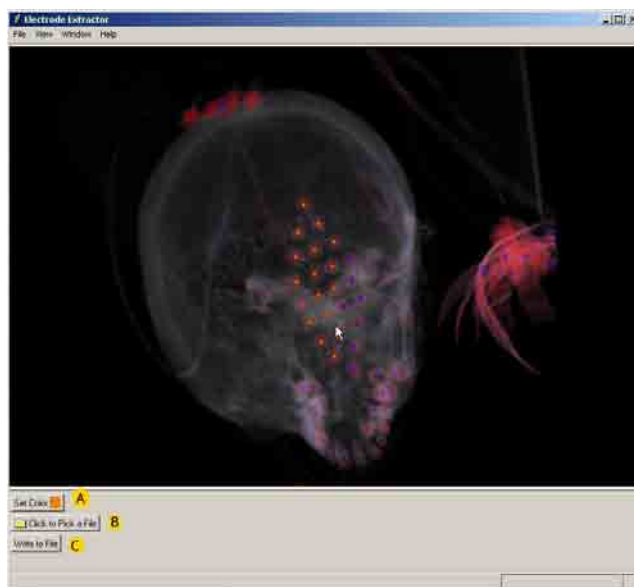 Electrode Extractor
File View Window Help
Set Color A
Click to Pick a File B
Write to File C